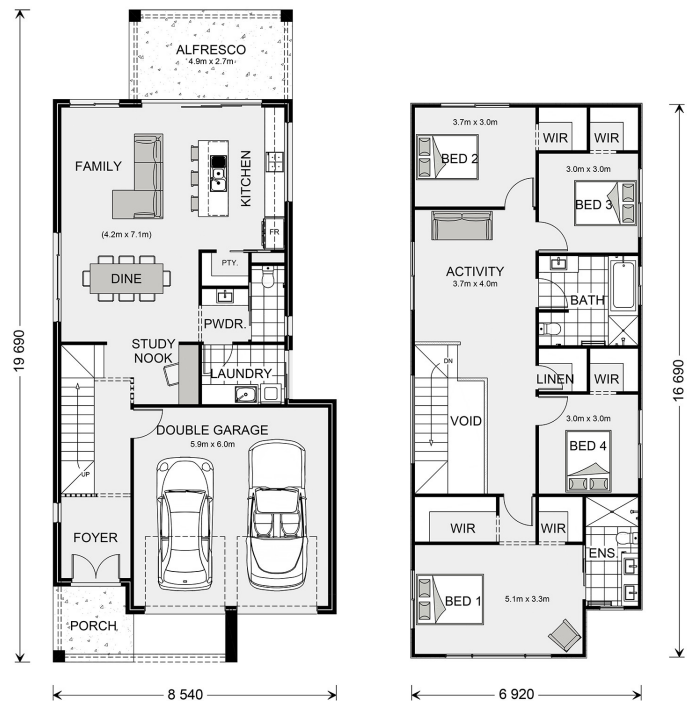 ALFRESCO
4.9m x 2.7m
FAMILY
KITCHEN
(4.2m x 7.1m)
FR
PTY.
DINE
PWDR.
STUDY
NOOK
LAUNDRY
DOUBLE GARAGE
5.9m x 6.0m
UP
FOYER
PORCH
19 690
8 540
3.7m x 3.0m
WIR
WIR
BED 2
3.0m x 3.0m
BED 3
ACTIVITY
3.7m x 4.0m
BATH
DN
LINEN
WIR
VOID
3.0m x 3.0m
BED 4
WIR
WIR
ENS.
BED 1
5.1m x 3.3m
16 690
6 920